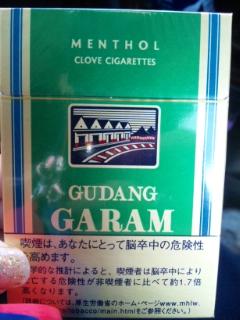 MENTHOL
CLOVE CIGARETTES
GUDANG
GARAM
喫煙は、あなたにとって脳卒中の危険性
を高めます。
学的な推計によると、喫煙者は脳卒中により
亡する危険性が非喫煙者に比べて約1.7倍
高くなります。
については、厚生労働省のホーム・ページwww.mhlw.
tobacco/main.htmlをご参照ください。)